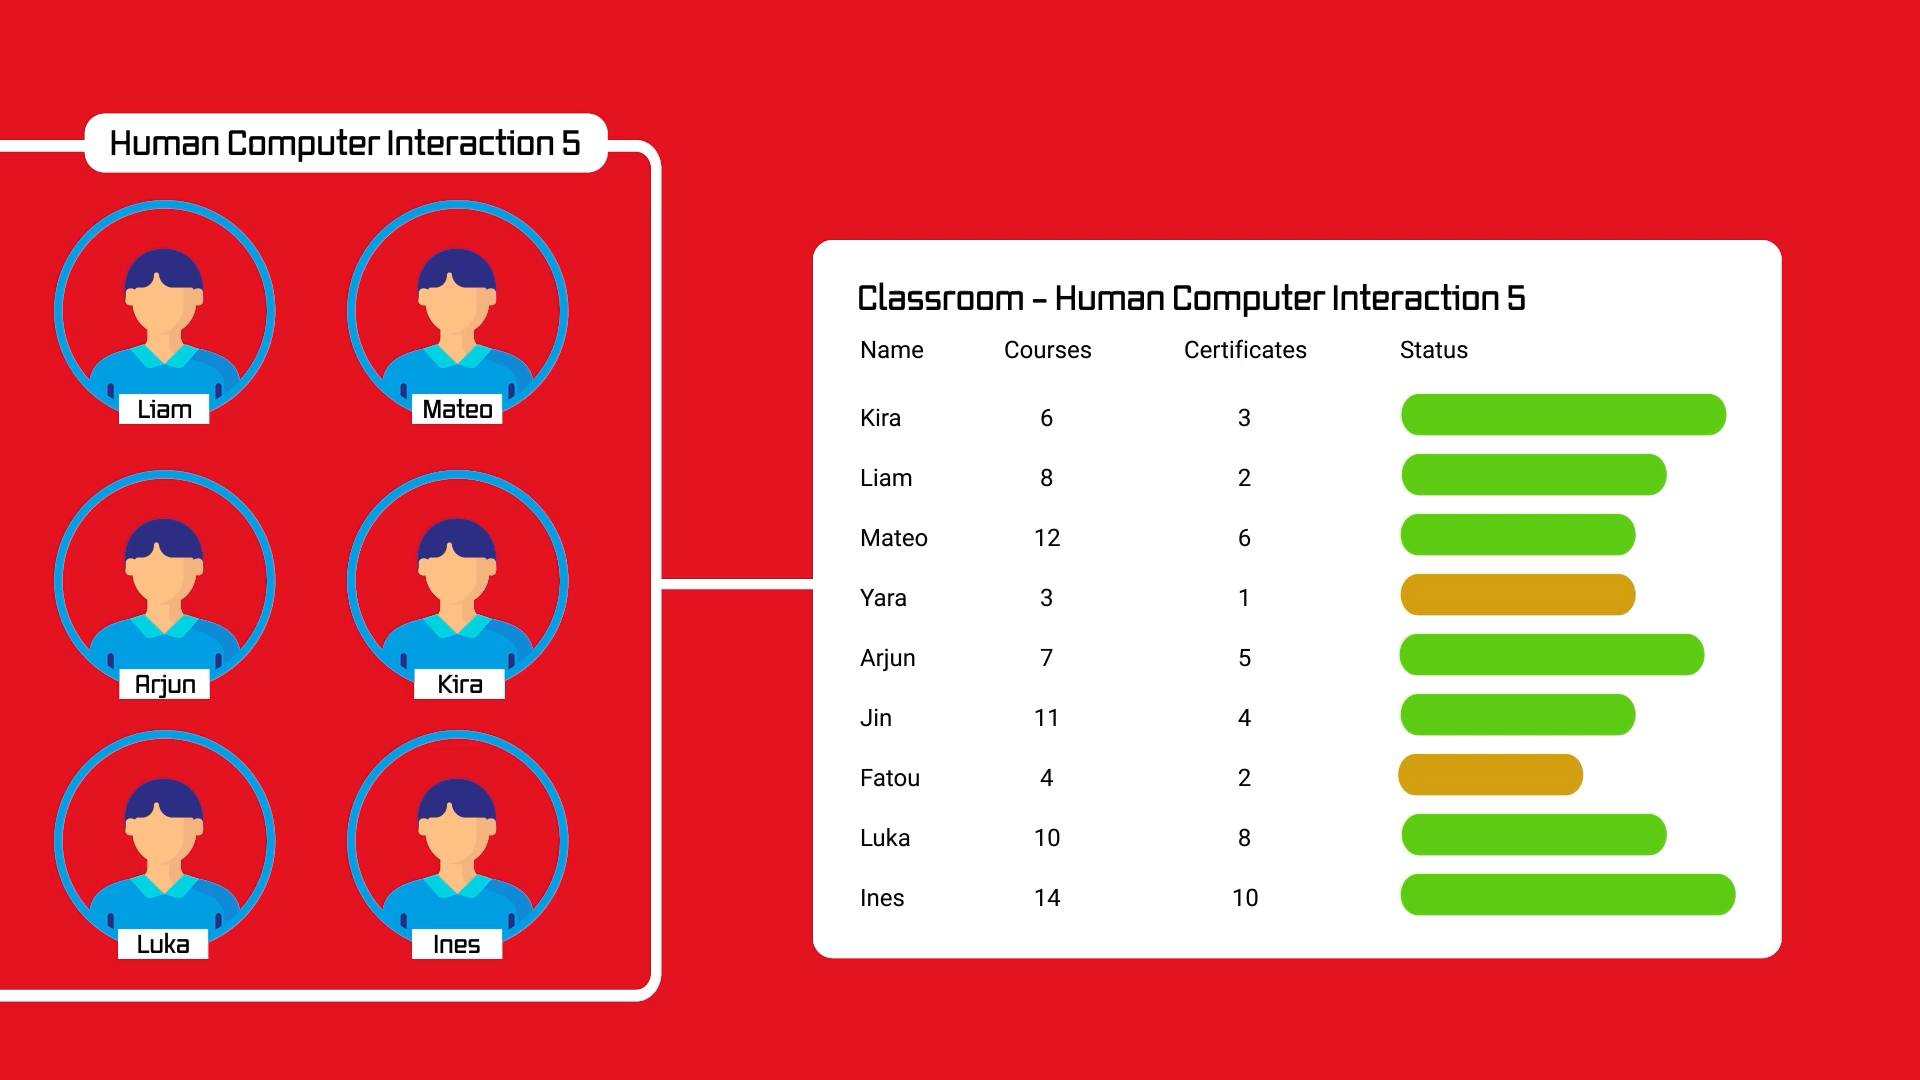 Human Computer Interaction 5
Liam
Mateo
Arjun
Kira
Luka
Ines
Classroom - Human Computer Interaction 5
Name Courses Certificates Status
Kira 6 3
Liam 8 2
Mateo 12 6
Yara 3 1
Arjun 7 5
Jin 11 4
Fatou 4 2
Luka 10 8
Ines 14 10